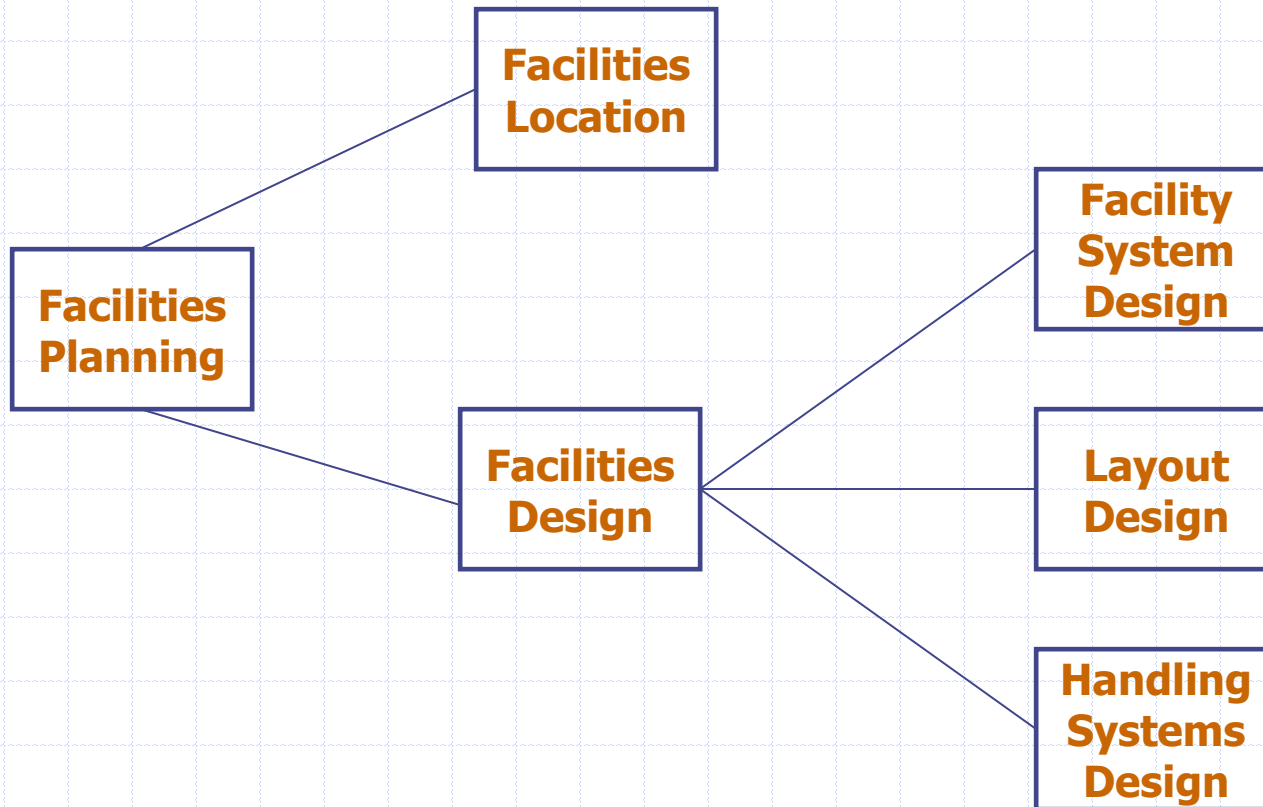 Facilities
Location
Facilities
Planning
Facilities
Design
Facility
System
Design
Layout
Design
Handling
Systems
Design